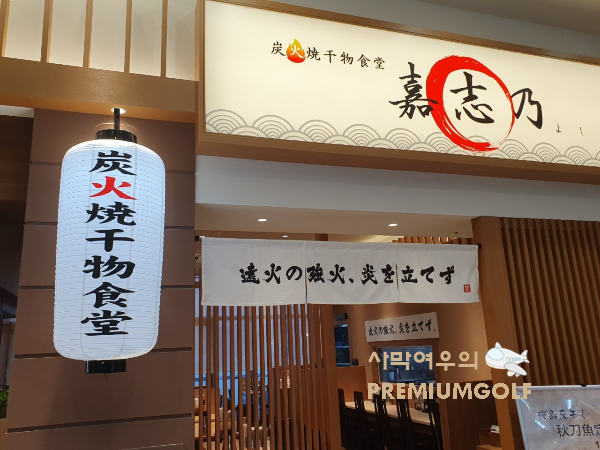 炭火焼干物食堂
嘉志乃
よし
炭火焼干物食堂
遠火の強火、炎を立てず
遠火の強火、炎を立てず。
사막여우의
PREMIUMGOLF
秋刀魚定